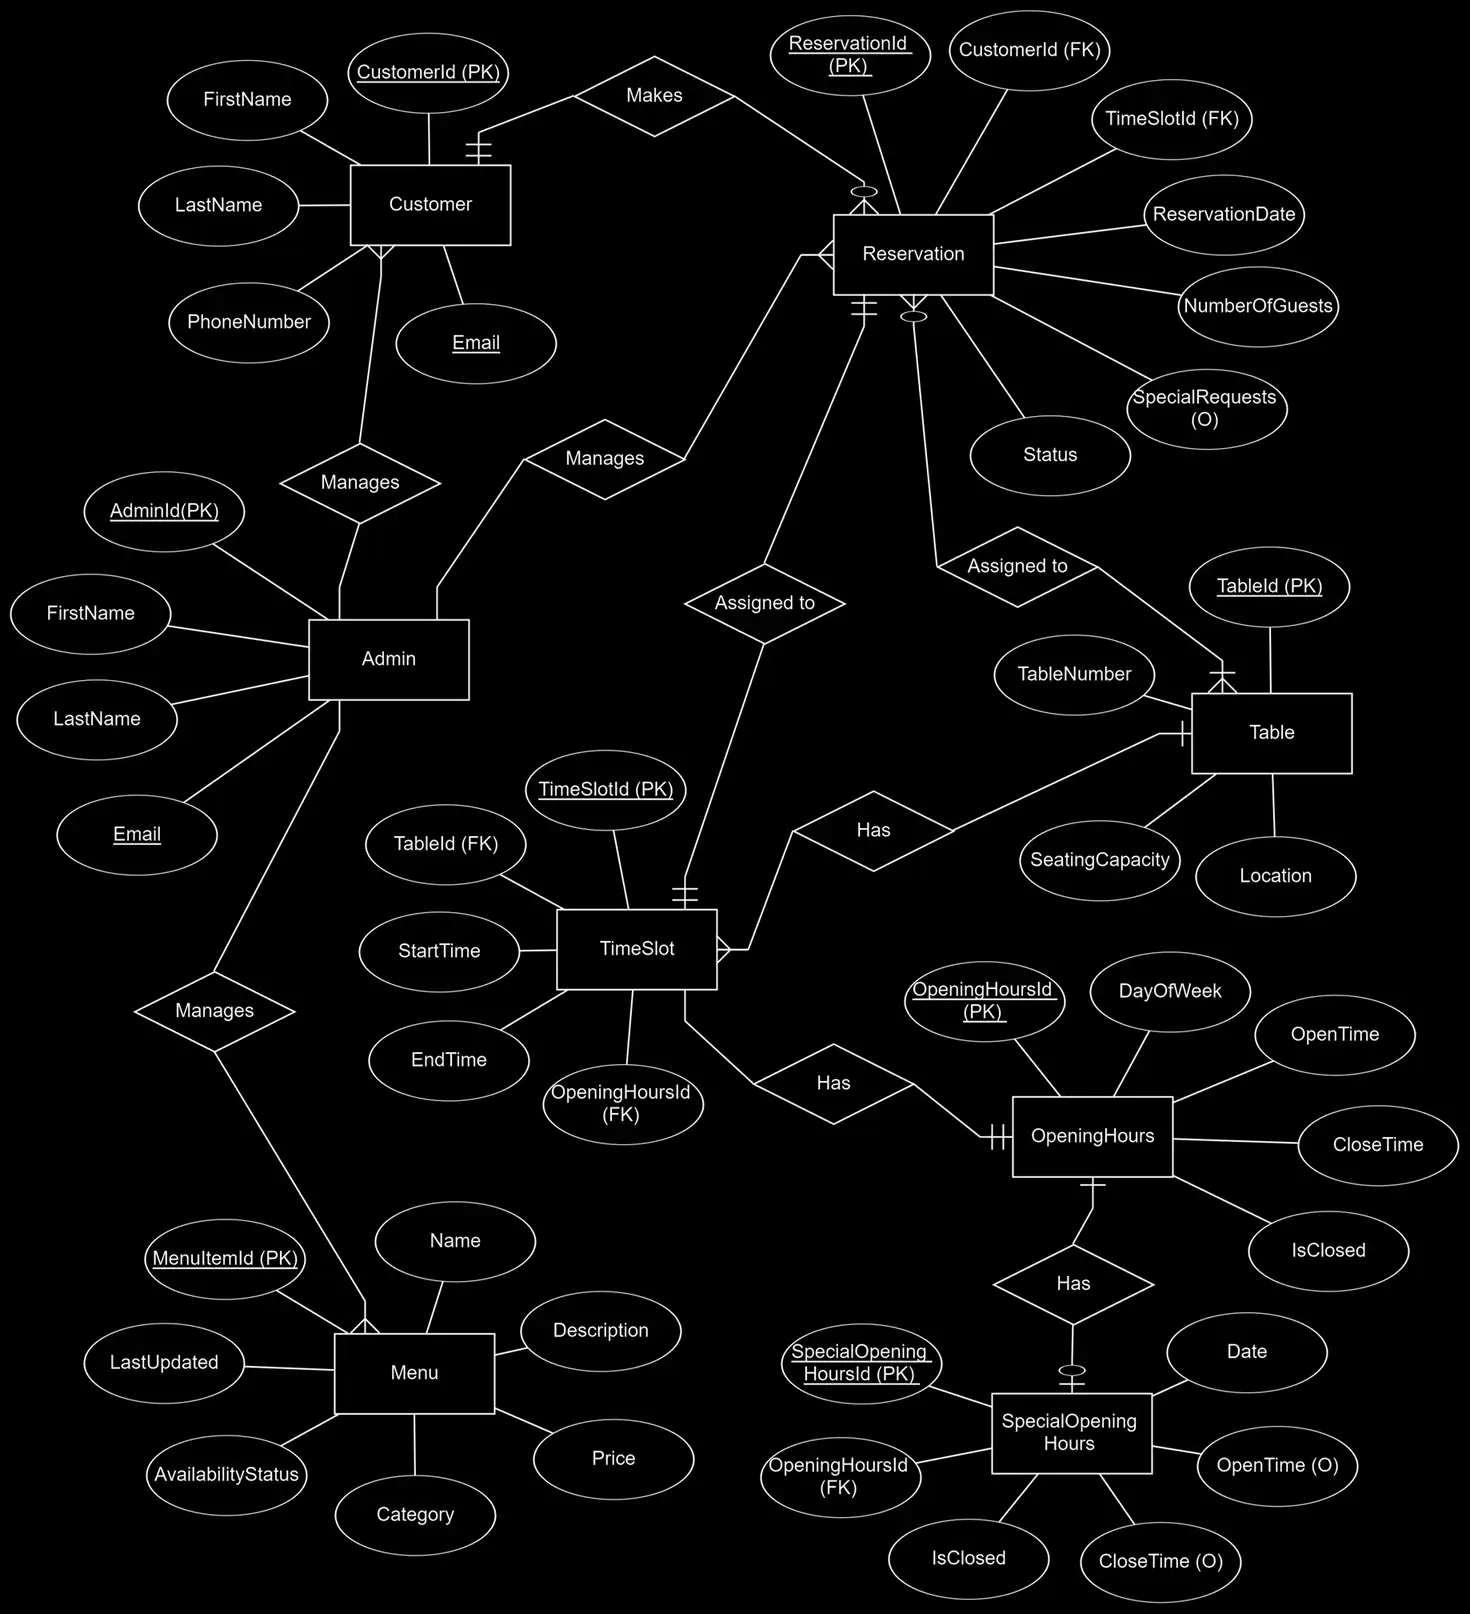 ReservationId
(PK)
CustomerId (FK)
CustomerId (PK)
FirstName
Makes
TimeSlotId (FK)
LastName
Customer
ReservationDate
Reservation
NumberOfGuests
PhoneNumber
Email
SpecialRequests
(O)
Status
Manages
Manages
AdminId(PK)
Assigned to
TableId (PK)
Assigned to
FirstName
Admin
TableNumber
LastName
Table
TimeSlotId (PK)
Email
TableId (FK)
Has
SeatingCapacity
Location
StartTime
TimeSlot
OpeningHoursId
(PK)
DayOfWeek
Manages
OpenTime
EndTime
OpeningHoursId
(FK)
Has
OpeningHours
CloseTime
MenuItemId (PK)
Name
IsClosed
Has
Description
LastUpdated
Menu
SpecialOpening
HoursId (PK)
Date
SpecialOpening
Hours
AvailabilityStatus
Price
OpeningHoursId
(FK)
OpenTime (O)
Category
IsClosed
CloseTime (O)